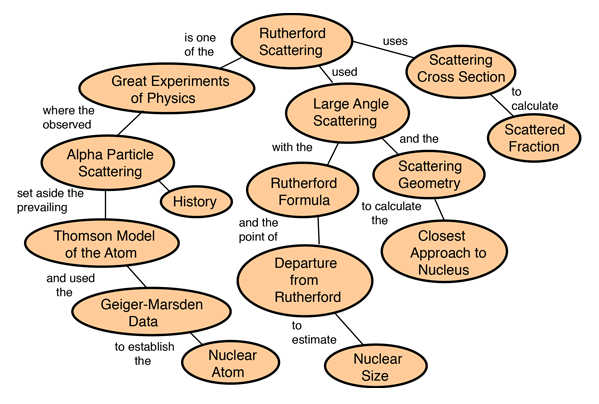 Rutherford
Scattering
is one
of the
uses
Scattering
Cross Section
to
calculate
Scattered
Fraction
Great Experiments
of Physics
used
Large Angle
Scattering
where the
observed
Alpha Particle
Scattering
History
set aside the
prevailing
Thomson Model
of the Atom
and used
the
Geiger-Marsden
Data
to establish
the
Nuclear
Atom
with the
Rutherford
Formula
and the
point of
Departure
from
Rutherford
to
estimate
Nuclear
Size
and the
Scattering
Geometry
to calculate
the
Closest
Approach to
Nucleus